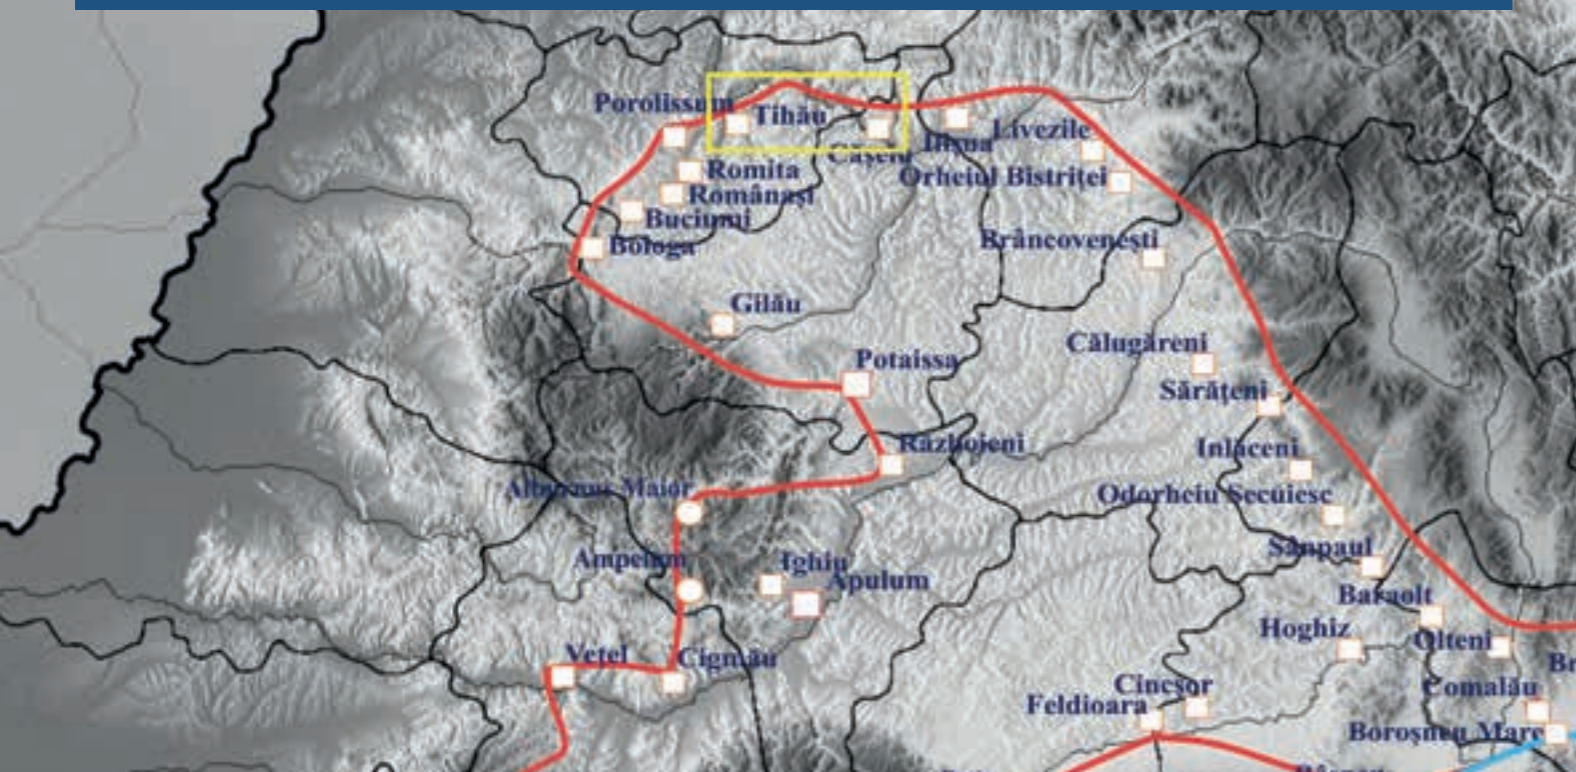 Porolissum
Tihău
Cășeiu
Ilișua
Livezile
Romita
Orheiul Bistriței
Românași
Buciumi
Bologa
Brâncovenești
Gilău
Călugăreni
Potaissa
Sărățeni
Războieni
Inlăceni
Alburnus Maior
Odorheiu Secuiesc
Sânpaul
Ampelum
Ighiu
Apulum
Baraolt
Hoghiz
Olteni
Vețel
Cigmău
Cincșor
Comalău
Feldioara
Boroșneu Mare